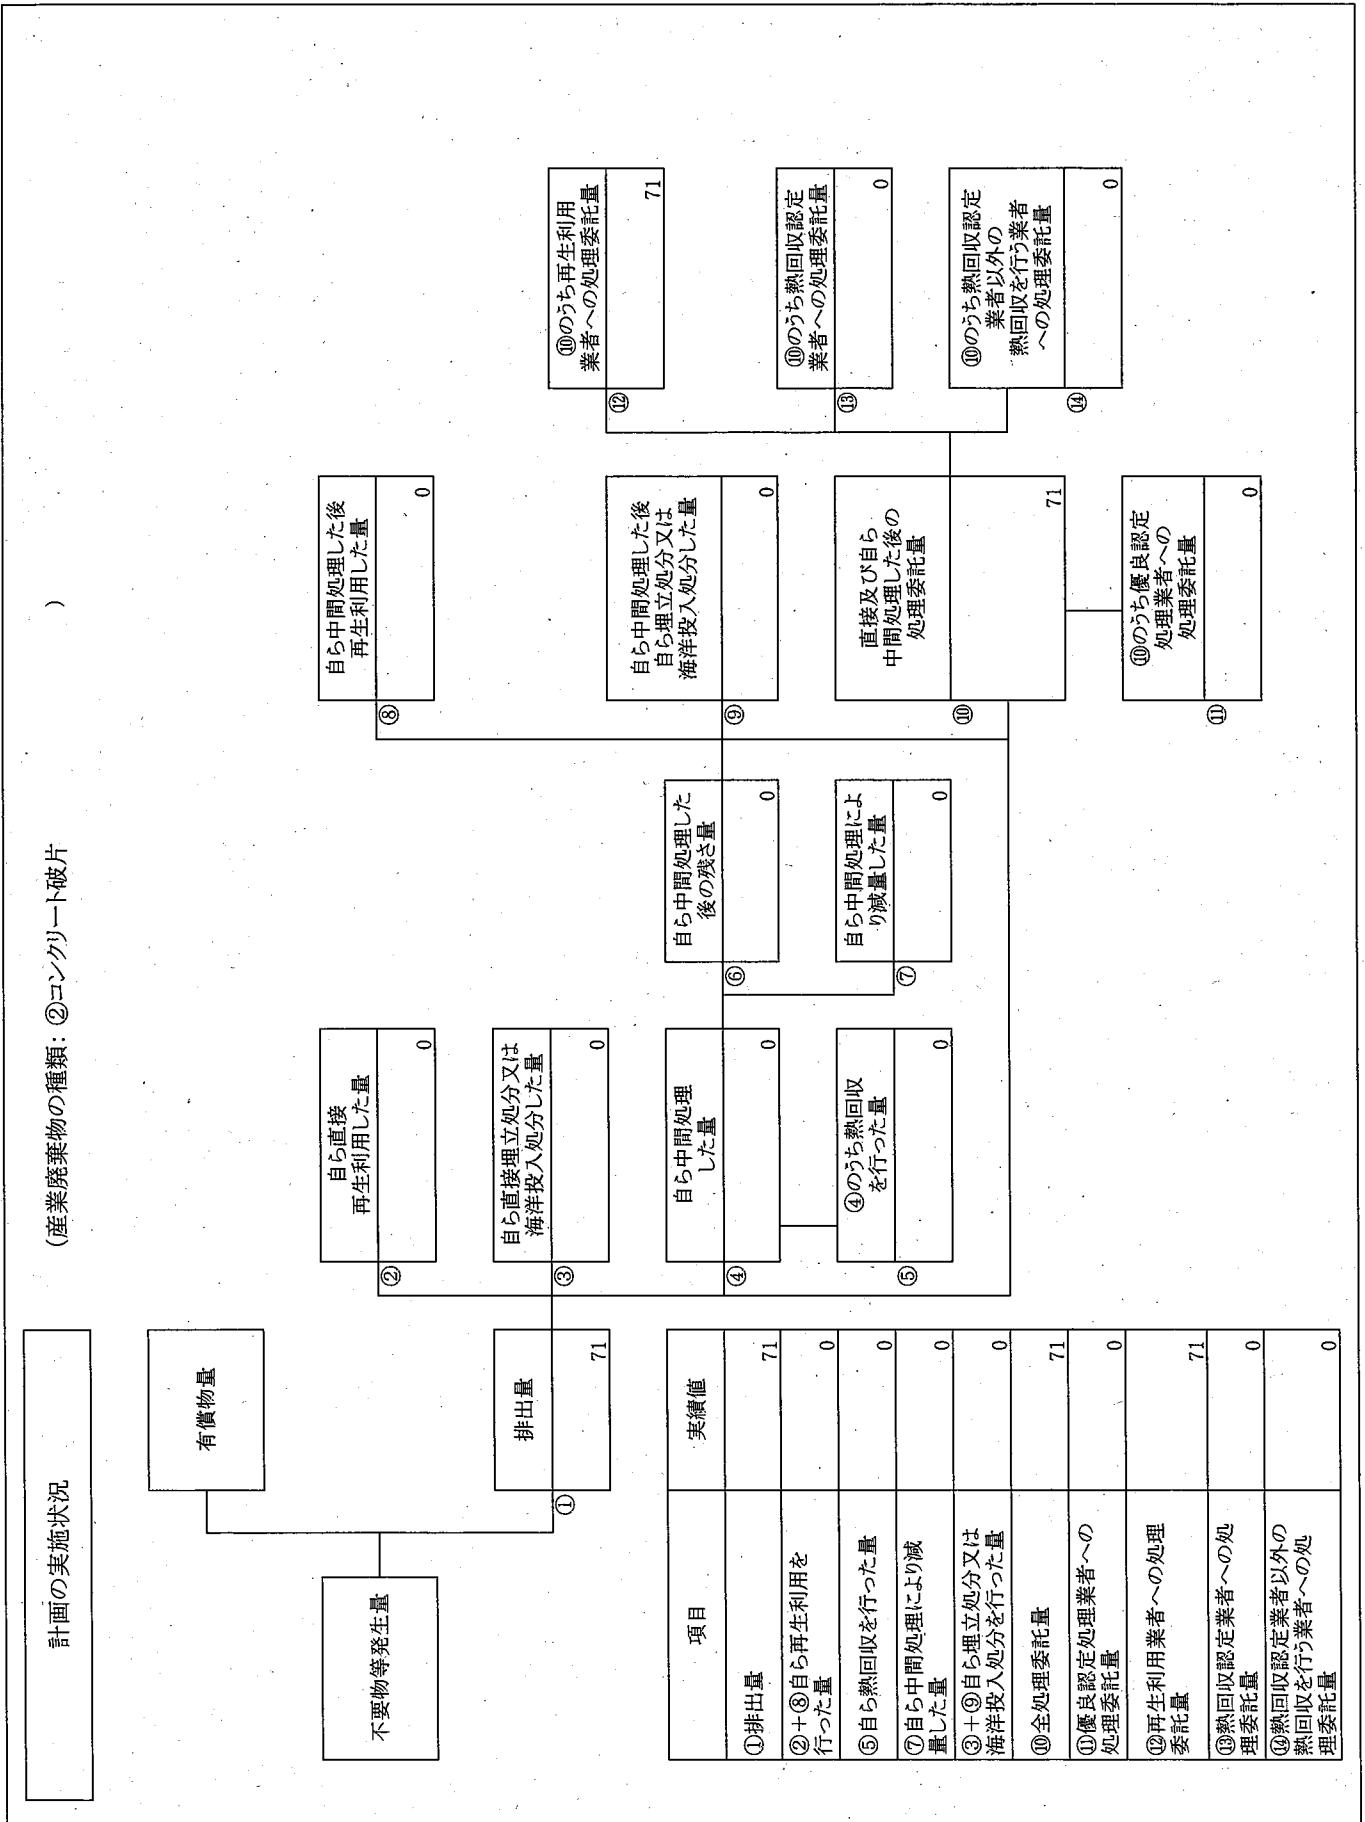 計画の実施状況
(産業廃棄物の種類：②コンクリート破片
)
不要物等発生量
有償物量
排出量
①
71
自ら直接
再生利用した量
②
0
自ら直接埋立処分又は
海洋投入処分した量
③
0
自ら中間処理
した量
④
0
④のうち熱回収
を行った量
⑤
0
自ら中間処理した
後の残さ量
⑥
0
自ら中間処理によ
り減量した量
⑦
0
自ら中間処理した後
再生利用した量
⑧
0
自ら中間処理した後
自ら埋立処分又は
海洋投入処分した量
⑨
0
直接及び自ら
中間処理した後の
処理委託量
⑩
71
⑩のうち優良認定
処理業者への
処理委託量
⑪
0
⑩のうち再生利用
業者への処理委託量
⑫
71
⑩のうち熱回収認定
業者への処理委託量
⑬
0
⑩のうち熱回収認定
業者以外の
熱回収を行う業者
への処理委託量
⑭
0
項目 実績値
①排出量 71
②+⑧自ら再生利用を
行った量 0
⑤自ら熱回収を行った量 0
⑦自ら中間処理により減
量した量 0
③+⑨自ら埋立処分又は
海洋投入処分を行った量 0
⑩全処理委託量 71
⑪優良認定処理業者への
処理委託量 0
⑫再生利用業者への処理
委託量 71
⑬熱回収認定業者への処
理委託量 0
⑭熱回収認定業者以外の
熱回収を行う業者への処
理委託量 0